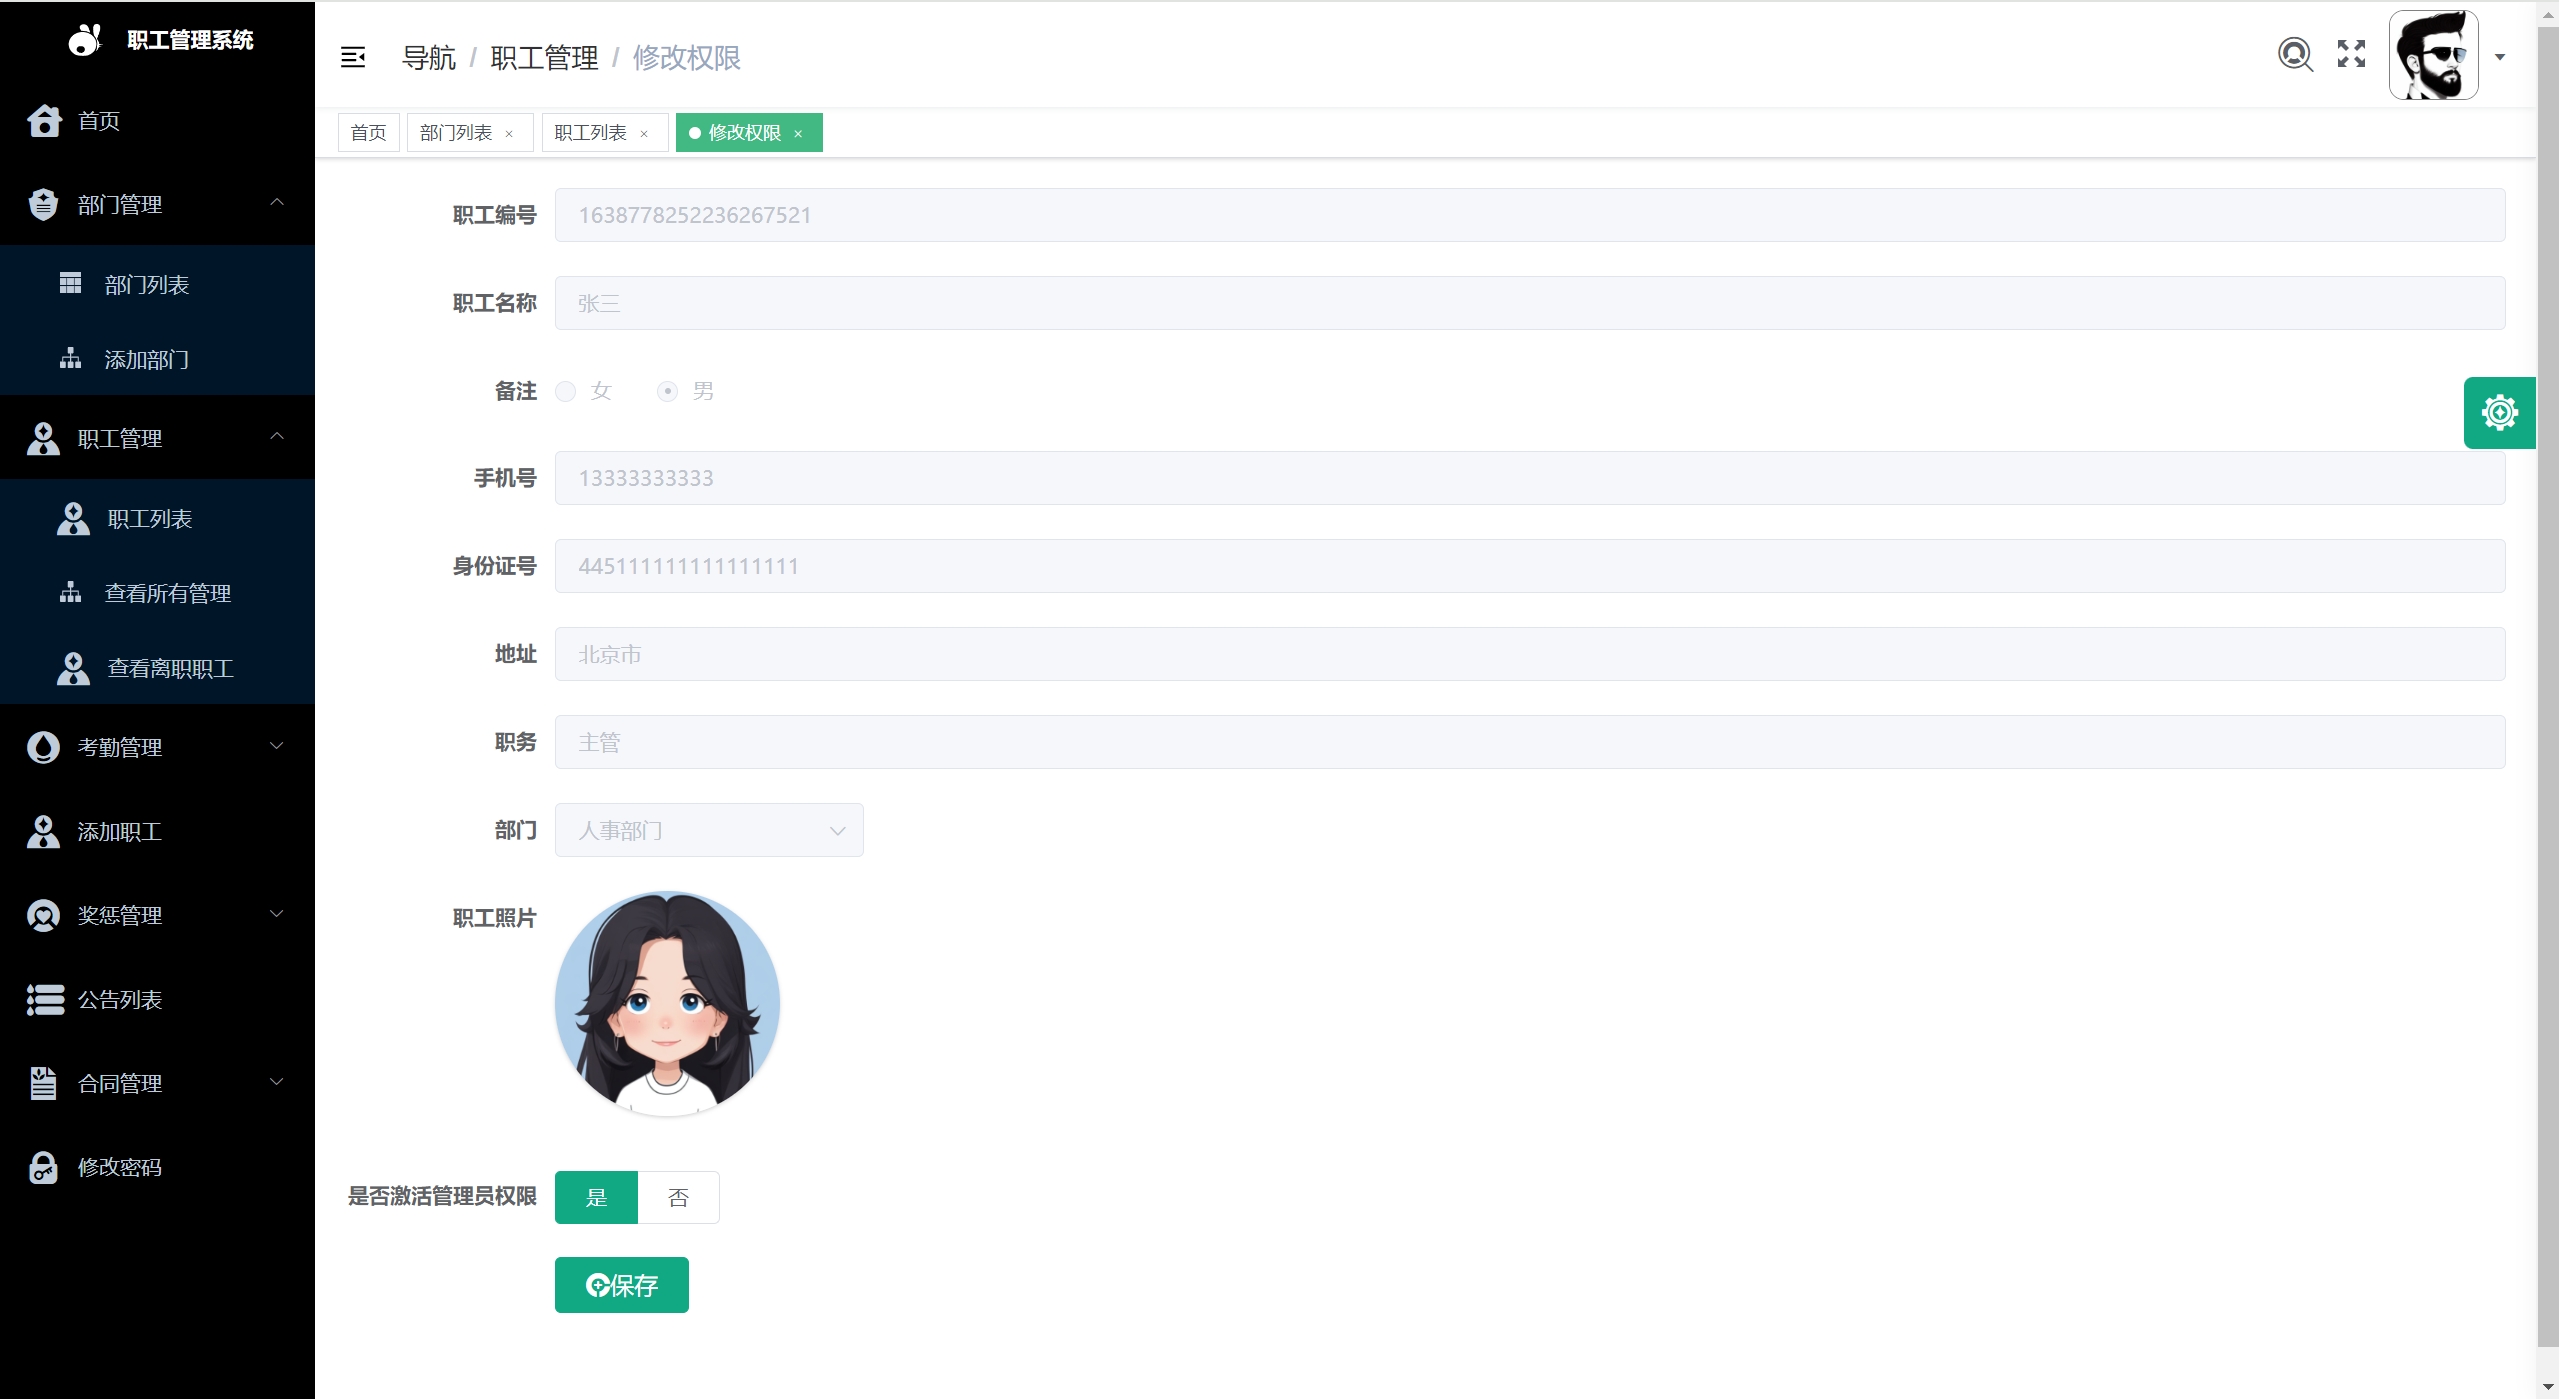 职工管理系统
首页
部门管理
部门列表
添加部门
职工管理
职工列表
查看所有管理
查看离职职工
考勤管理
添加职工
奖惩管理
公告列表
合同管理
修改密码
导航 / 职工管理 / 修改权限
首页 部门列表 × 职工列表 × 修改权限 ×
职工编号 1638778252236267521
职工名称 张三
备注 女 男
手机号 13333333333
身份证号 445111111111111111
地址 北京市
职务 主管
部门 人事部门
职工照片
是否激活管理员权限 是 否
保存